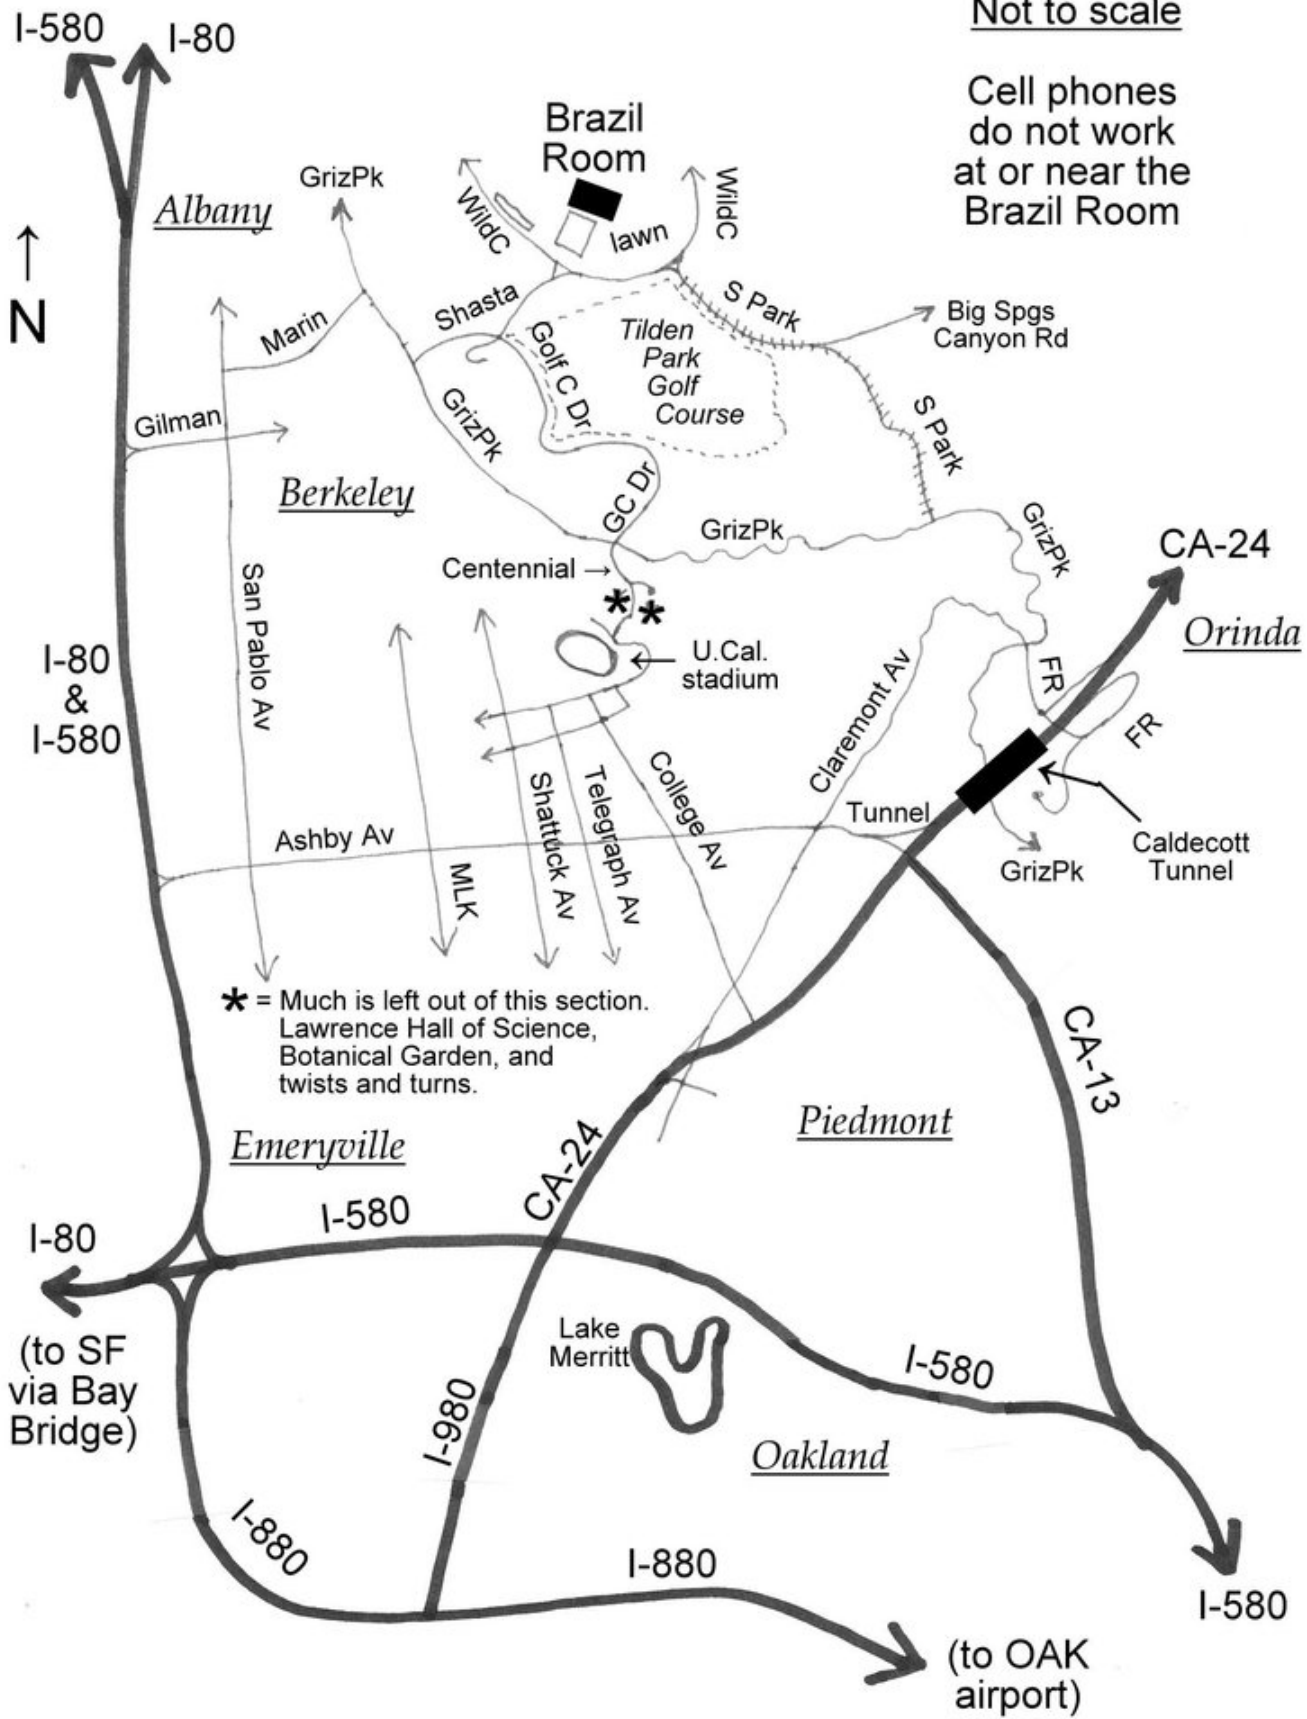 Not to scale
I-580
I-80
Cell phones
do not work
at or near the
Brazil Room
Brazil
Room
GrizPk
Albany
WildC
WildC
lawn
↑
N
Shasta
S Park
Big Spgs
Canyon Rd
Marin
Golf C Dr
Tilden
Park
Golf
Course
Gilman
GrizPk
S Park
Berkeley
GC Dr
GrizPk
GrizPk
CA-24
Centennial →
* *
San Pablo Av
Orinda
I-80
&
I-580
← U.Cal.
stadium
FR
Claremont Av
FR
Shattuck Av
Telegraph Av
College Av
Tunnel
Ashby Av
Caldecott
Tunnel
GrizPk
MLK
* = Much is left out of this section.
Lawrence Hall of Science,
Botanical Garden, and
twists and turns.
CA-13
Piedmont
Emeryville
CA-24
I-580
I-80
(to SF
via Bay
Bridge)
Lake
Merritt
I-580
I-980
Oakland
I-880
I-880
I-580
(to OAK
airport)